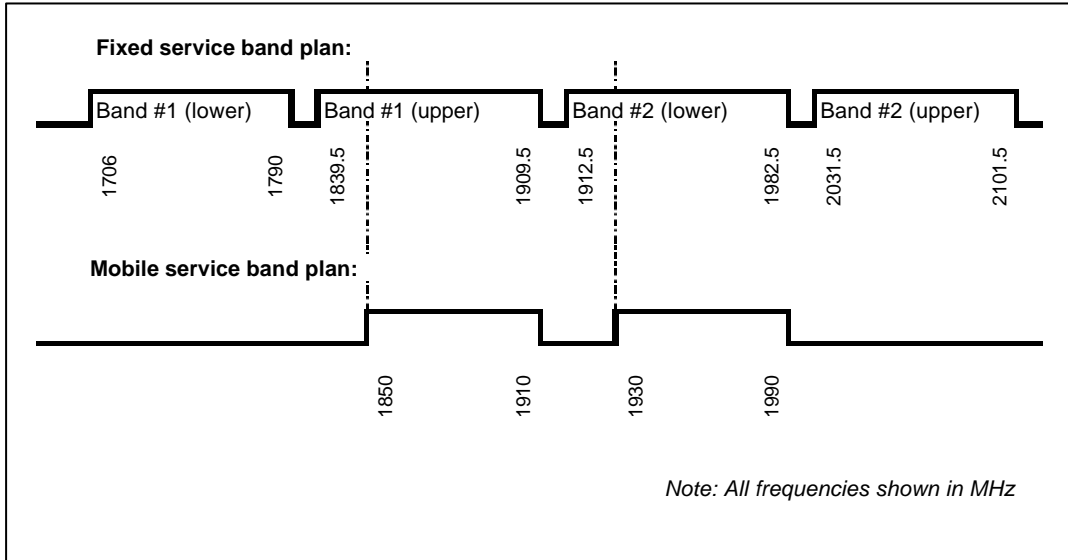 Fixed service band plan:
Band #1 (lower) Band #1 (upper) Band #2 (lower) Band #2 (upper)
1706 1790 1839.5 1909.5 1912.5 1982.5 2031.5 2101.5
Mobile service band plan:
1850 1910 1930 1990
Note: All frequencies shown in MHz